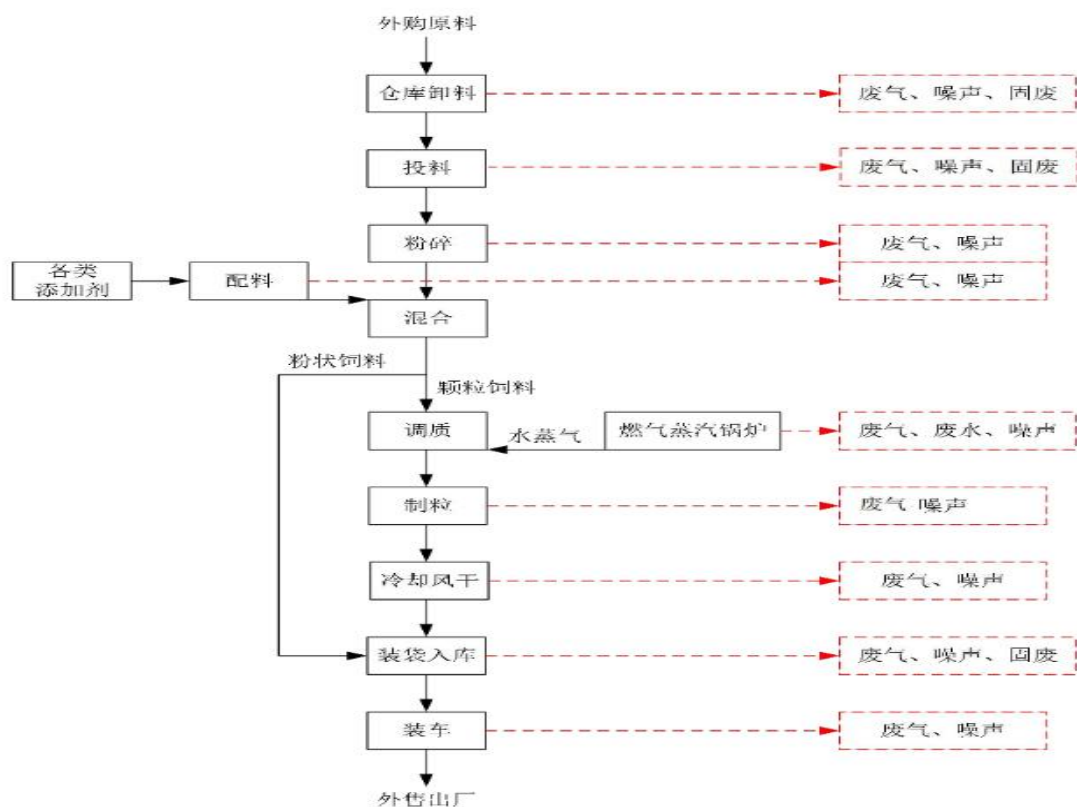 外购原料
仓库卸料
废气、噪声、固废
投料
废气、噪声、固废
粉碎
废气、噪声
各类
添加剂
配料
废气、噪声
混合
粉状饲料
颗粒饲料
调质
水蒸气
燃气蒸汽锅炉
废气、废水、噪声
制粒
废气 噪声
冷却风干
废气、噪声
装袋入库
废气、噪声、固废
装车
废气、噪声
外售出厂